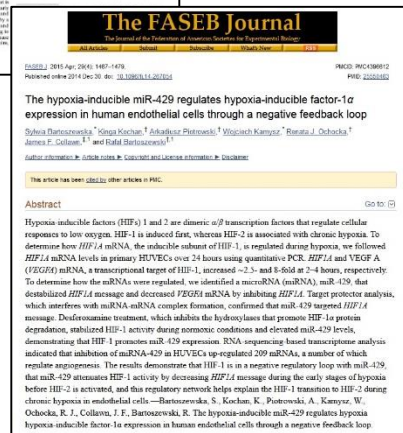 The FASEB Journal
The Journal of the Federation of American Societies for Experimental Biology
All Articles Submit Subscribe What's New RSS
FASEB J. 2015 Apr; 29(4): 1467–1479. PMCID: PMC4396612
Published online 2014 Dec 30. doi: 10.1096/fj.14-267054 PMID: 25550463
The hypoxia-inducible miR-429 regulates hypoxia-inducible factor-1α
expression in human endothelial cells through a negative feedback loop
Sylwia Bartoszewska,* Kinga Kochan,† Arkadiusz Piotrowski,† Wojciech Kamysz,* Renata J. Ochocka,†
James F. Collawn,‡,1 and Rafal Bartoszewski†,1
Author information ► Article notes ► Copyright and License information ► Disclaimer
This article has been cited by other articles in PMC.
Abstract Go to:
Hypoxia-inducible factors (HIFs) 1 and 2 are dimeric α/β transcription factors that regulate cellular
responses to low oxygen. HIF-1 is induced first, whereas HIF-2 is associated with chronic hypoxia. To
determine how HIF1A mRNA, the inducible subunit of HIF-1, is regulated during hypoxia, we followed
HIF1A mRNA levels in primary HUVECs over 24 hours using quantitative PCR. HIF1A and VEGF A
(VEGFA) mRNA, a transcriptional target of HIF-1, increased ~2.5- and 8-fold at 2–4 hours, respectively.
To determine how the mRNAs were regulated, we identified a microRNA (miRNA), miR-429, that
destabilized HIF1A message and decreased VEGFA mRNA by inhibiting HIF1A. Target protector analysis,
which interferes with miRNA-mRNA complex formation, confirmed that miR-429 targeted HIF1A
message. Desferoxamine treatment, which inhibits the hydroxylases that promote HIF-1α protein
degradation, stabilized HIF-1 activity during normoxic conditions and elevated miR-429 levels,
demonstrating that HIF-1 promotes miR-429 expression. RNA-sequencing-based transcriptome analysis
indicated that inhibition of miRNA-429 in HUVECs up-regulated 209 mRNAs, a number of which
regulate angiogenesis. The results demonstrate that HIF-1 is in a negative regulatory loop with miR-429,
that miR-429 attenuates HIF-1 activity by decreasing HIF1A message during the early stages of hypoxia
before HIF-2 is activated, and this regulatory network helps explain the HIF-1 transition to HIF-2 during
chronic hypoxia in endothelial cells.—Bartoszewska, S., Kochan, K., Piotrowski, A., Kamysz, W.,
Ochocka, R. J., Collawn, J. F., Bartoszewski, R. The hypoxia-inducible miR-429 regulates hypoxia-
inducible factor-1α expression in human endothelial cells through a negative feedback loop.